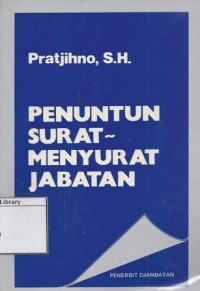 Pratjihno, S.H.
PENUNTUN
SURAT~
MENYURAT
JABATAN
Library
PENERBIT DJAMBATAN